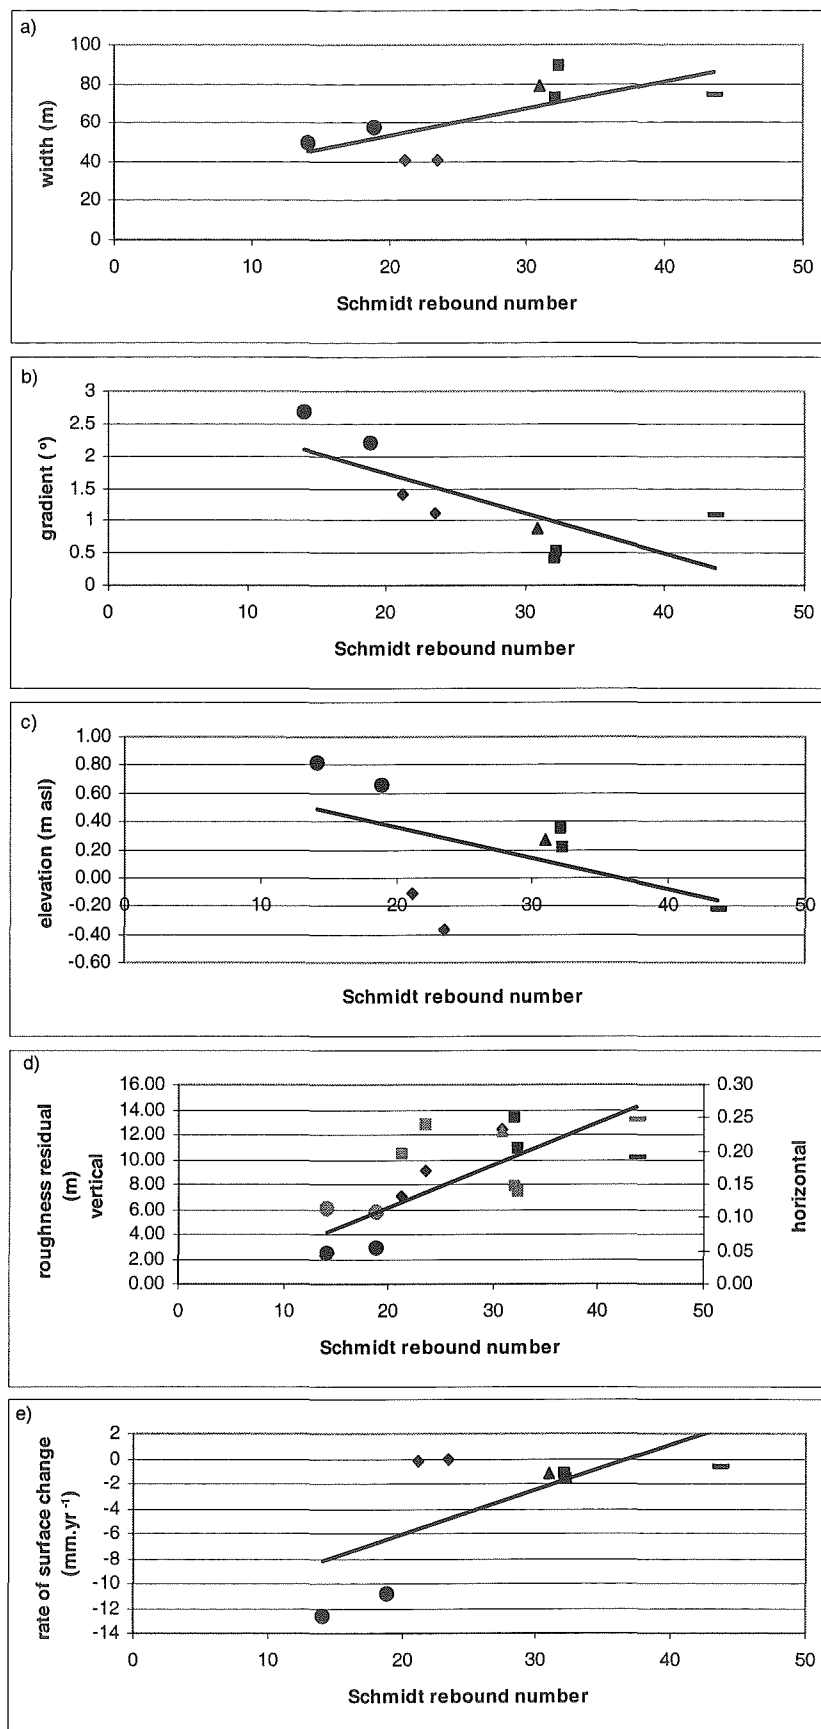 a)
100
80
60
40
20
0
width (m)
0 10 20 30 40 50
Schmidt rebound number
b)
3
2.5
2
1.5
1
0.5
0
gradient (º)
0 10 20 30 40 50
Schmidt rebound number
c)
1.00
0.80
0.60
0.40
0.20
0.00
-0.20
-0.40
-0.60
elevation (m asl)
0 10 20 30 40 50
Schmidt rebound number
d)
16.00
14.00
12.00
10.00
8.00
6.00
4.00
2.00
0.00
roughness residual
(m)
vertical
0.30
0.25
0.20
0.15
0.10
0.05
0.00
horizontal
0 10 20 30 40 50
Schmidt rebound number
e)
2
0
-2
-4
-6
-8
-10
-12
-14
rate of surface change
(mm.yr⁻¹)
0 10 20 30 40 50
Schmidt rebound number